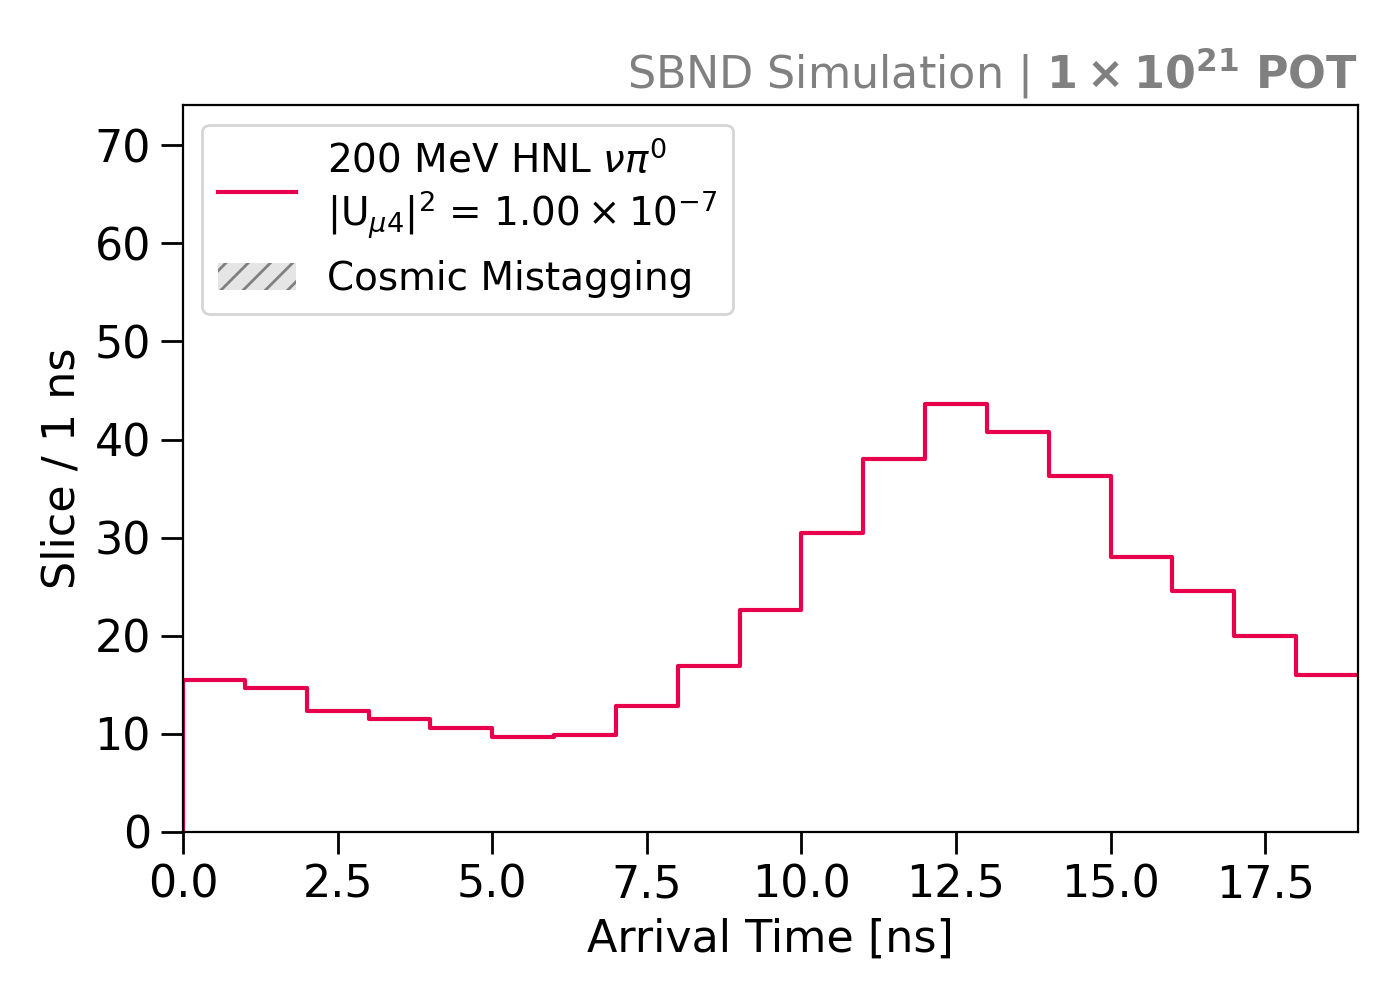 SBND Simulation | 1 × 10²¹ POT
200 MeV HNL νπ⁰
|U_μ4|² = 1.00 × 10⁻⁷
Cosmic Mistagging
70
60
50
40
30
20
10
0
Slice / 1 ns
0.0 2.5 5.0 7.5 10.0 12.5 15.0 17.5
Arrival Time [ns]